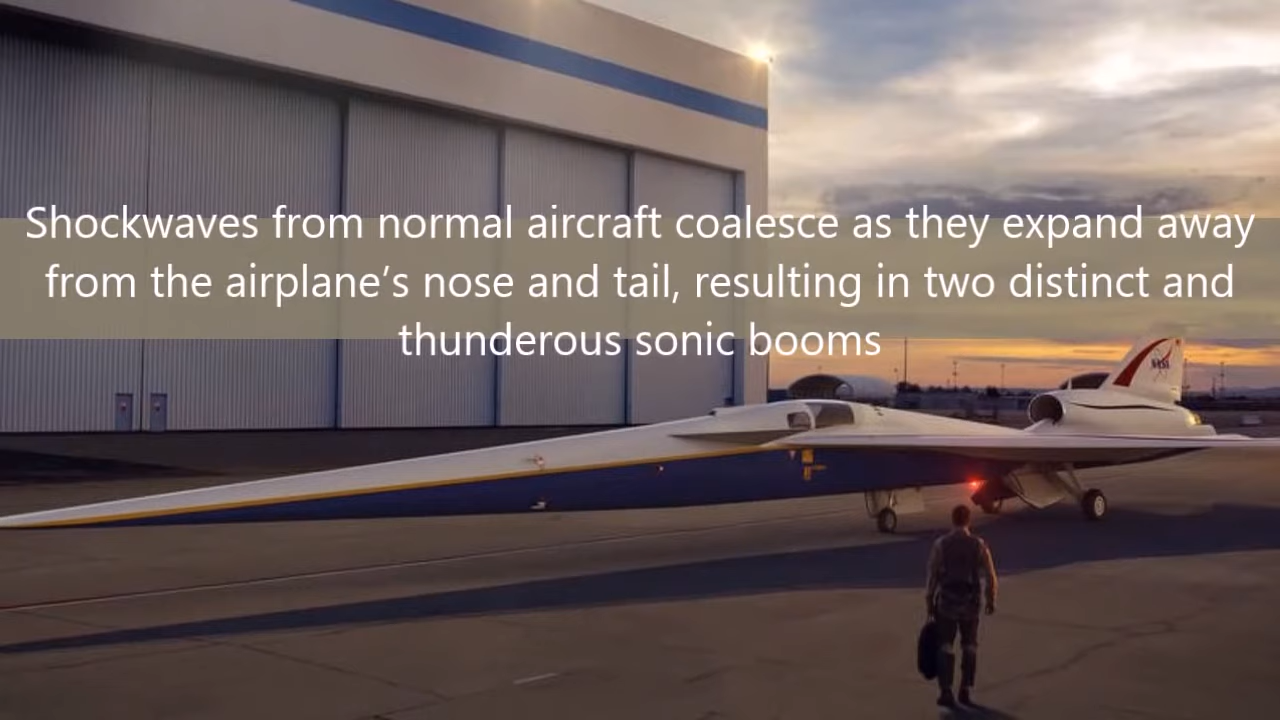 Shockwaves from normal aircraft coalesce as they expand away
from the airplane’s nose and tail, resulting in two distinct and
thunderous sonic booms
NASA